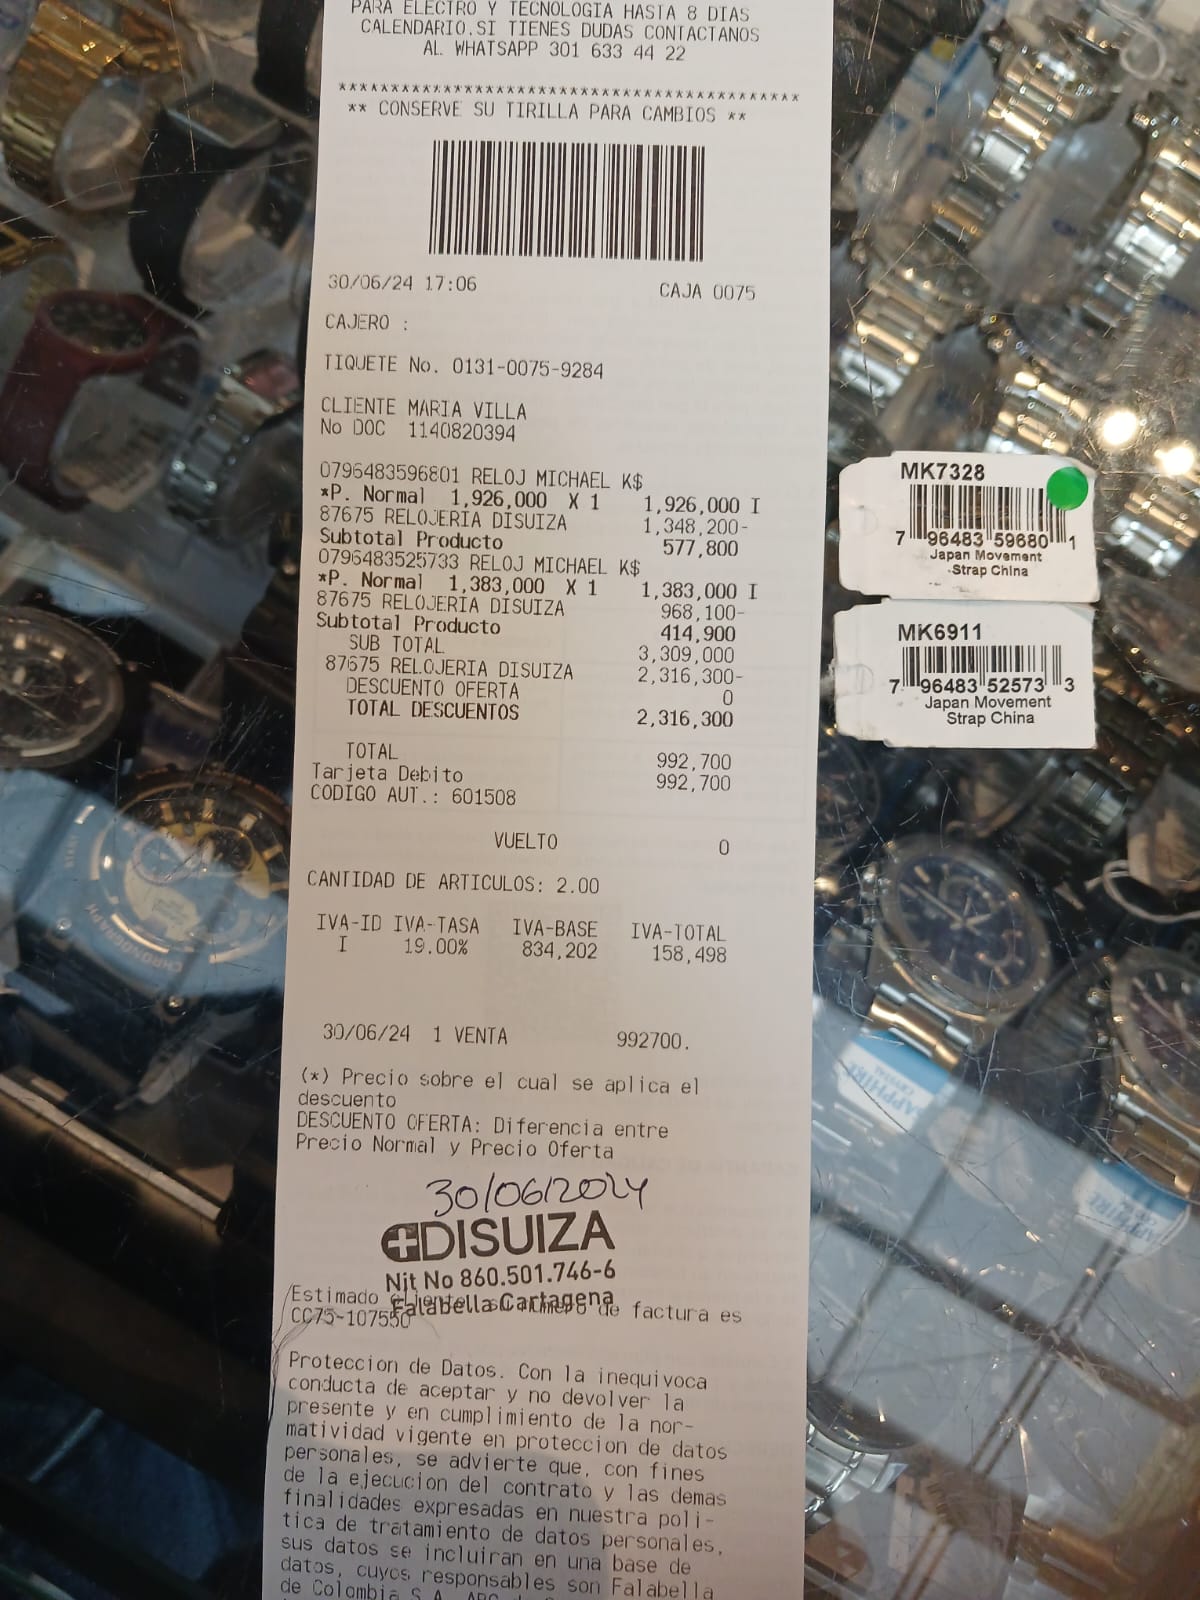 PARA ELECTRO Y TECNOLOGIA HASTA 8 DIAS
CALENDARIO.SI TIENES DUDAS CONTACTANOS
AL WHATSAPP 301 633 44 22
*********************************************
** CONSERVE SU TIRILLA PARA CAMBIOS **
30/06/24 17:06 CAJA 0075
CAJERO :
TIQUETE No. 0131-0075-9284
CLIENTE MARIA VILLA
No DOC 1140820394
0796483596801 RELOJ MICHAEL K$
*P. Normal 1,926,000 X 1 1,926,000 I
87675 RELOJERIA DISUIZA 1,348,200-
Subtotal Producto 577,800
0796483525733 RELOJ MICHAEL K$
*P. Normal 1,383,000 X 1 1,383,000 I
87675 RELOJERIA DISUIZA 968,100-
Subtotal Producto 414,900
SUB TOTAL 3,309,000
87675 RELOJERIA DISUIZA 2,316,300-
DESCUENTO OFERTA 0
TOTAL DESCUENTOS 2,316,300
TOTAL 992,700
Tarjeta Debito 992,700
CODIGO AUT.: 601508
VUELTO 0
CANTIDAD DE ARTICULOS: 2.00
IVA-ID IVA-TASA IVA-BASE IVA-TOTAL
I 19.00% 834,202 158,498
30/06/24 1 VENTA 992700.
(*) Precio sobre el cual se aplica el
descuento
DESCUENTO OFERTA: Diferencia entre
Precio Normal y Precio Oferta
30/06/2024
DISUIZA
Nit No 860.501.746-6
Falabella Cartagena
Estimado cliente, su numero de factura es
CC75-107550
Proteccion de Datos. Con la inequivoca
conducta de aceptar y no devolver la
presente y en cumplimiento de la nor-
matividad vigente en proteccion de datos
personales, se advierte que, con fines
de la ejecucion del contrato y las demas
finalidades expresadas en nuestra poli-
tica de tratamiento de datos personales,
sus datos se incluiran en una base de
datos, cuyos responsables son Falabella
de Colombia S.A.
MK7328
7 96483 59680 1
Japan Movement
Strap China
MK6911
7 96483 52573 3
Japan Movement
Strap China
CHRONOGRAPH